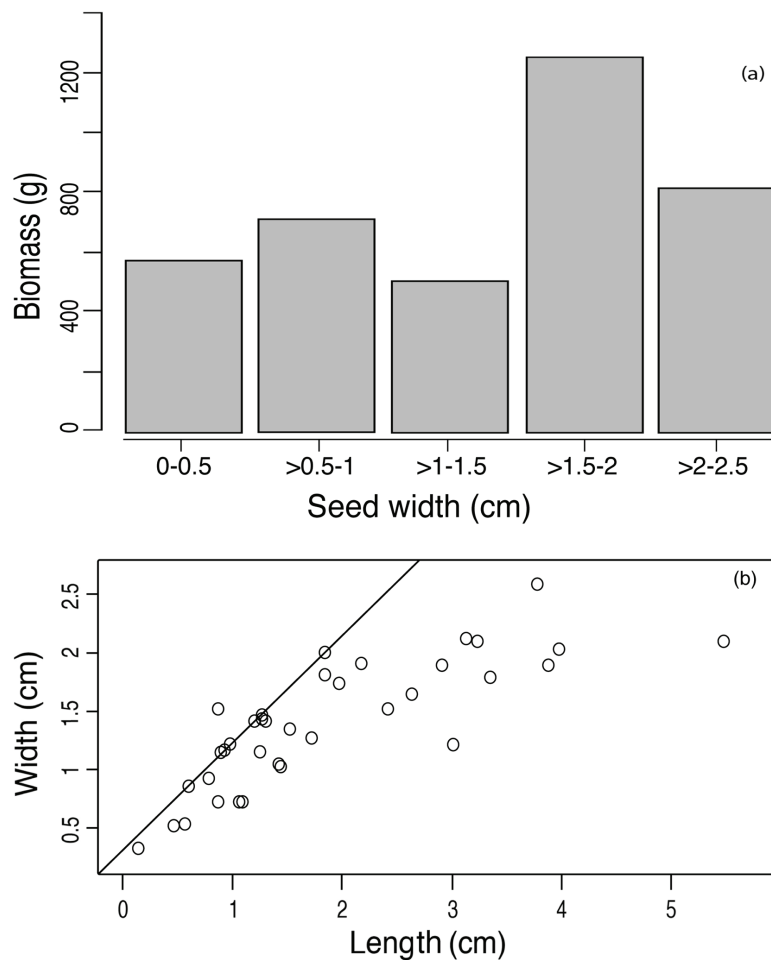 (a)
1200
800
400
0
Biomass (g)
0-0.5 >0.5-1 >1-1.5 >1.5-2 >2-2.5
Seed width (cm)
(b)
2.5
2
1.5
1
0.5
Width (cm)
0 1 2 3 4 5
Length (cm)